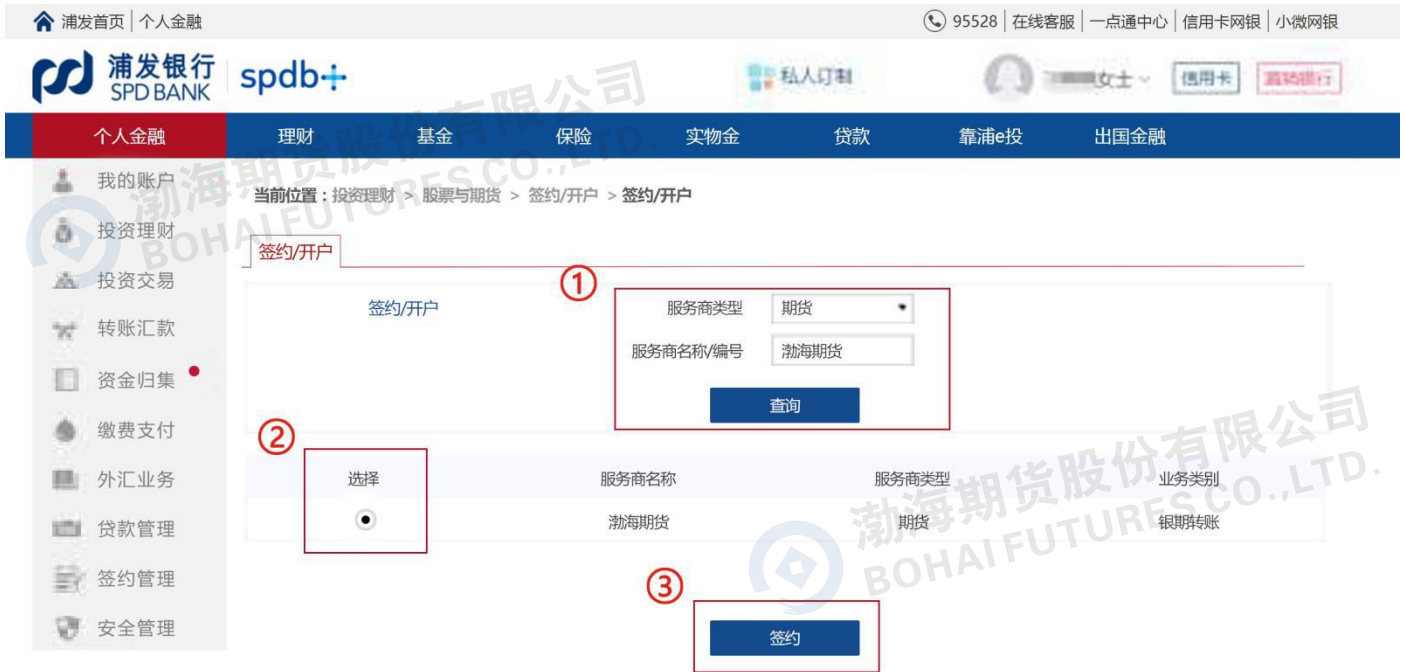 浦发首页 | 个人金融
95528 | 在线客服 | 一点通中心 | 信用卡网银 | 小微网银
浦发银行
SPD BANK
spdb+
私人订制
女士
信用卡
个人金融 理财 基金 保险 实物金 贷款 靠浦e投 出国金融
我的账户
投资理财
投资交易
转账汇款
资金归集
缴费支付
外汇业务
贷款管理
签约管理
安全管理
当前位置：投资理财 > 股票与期货 > 签约/开户 > 签约/开户
签约/开户
①
签约/开户
服务商类型 期货
服务商名称/编号 渤海期货
查询
②
选择 服务商名称 服务商类型 业务类别
渤海期货 期货 银期转账
③
签约
渤海期货股份有限公司
BOHAI FUTURES CO.,LTD.
渤海期货股份有限公司
BOHAI FUTURES CO.,LTD.